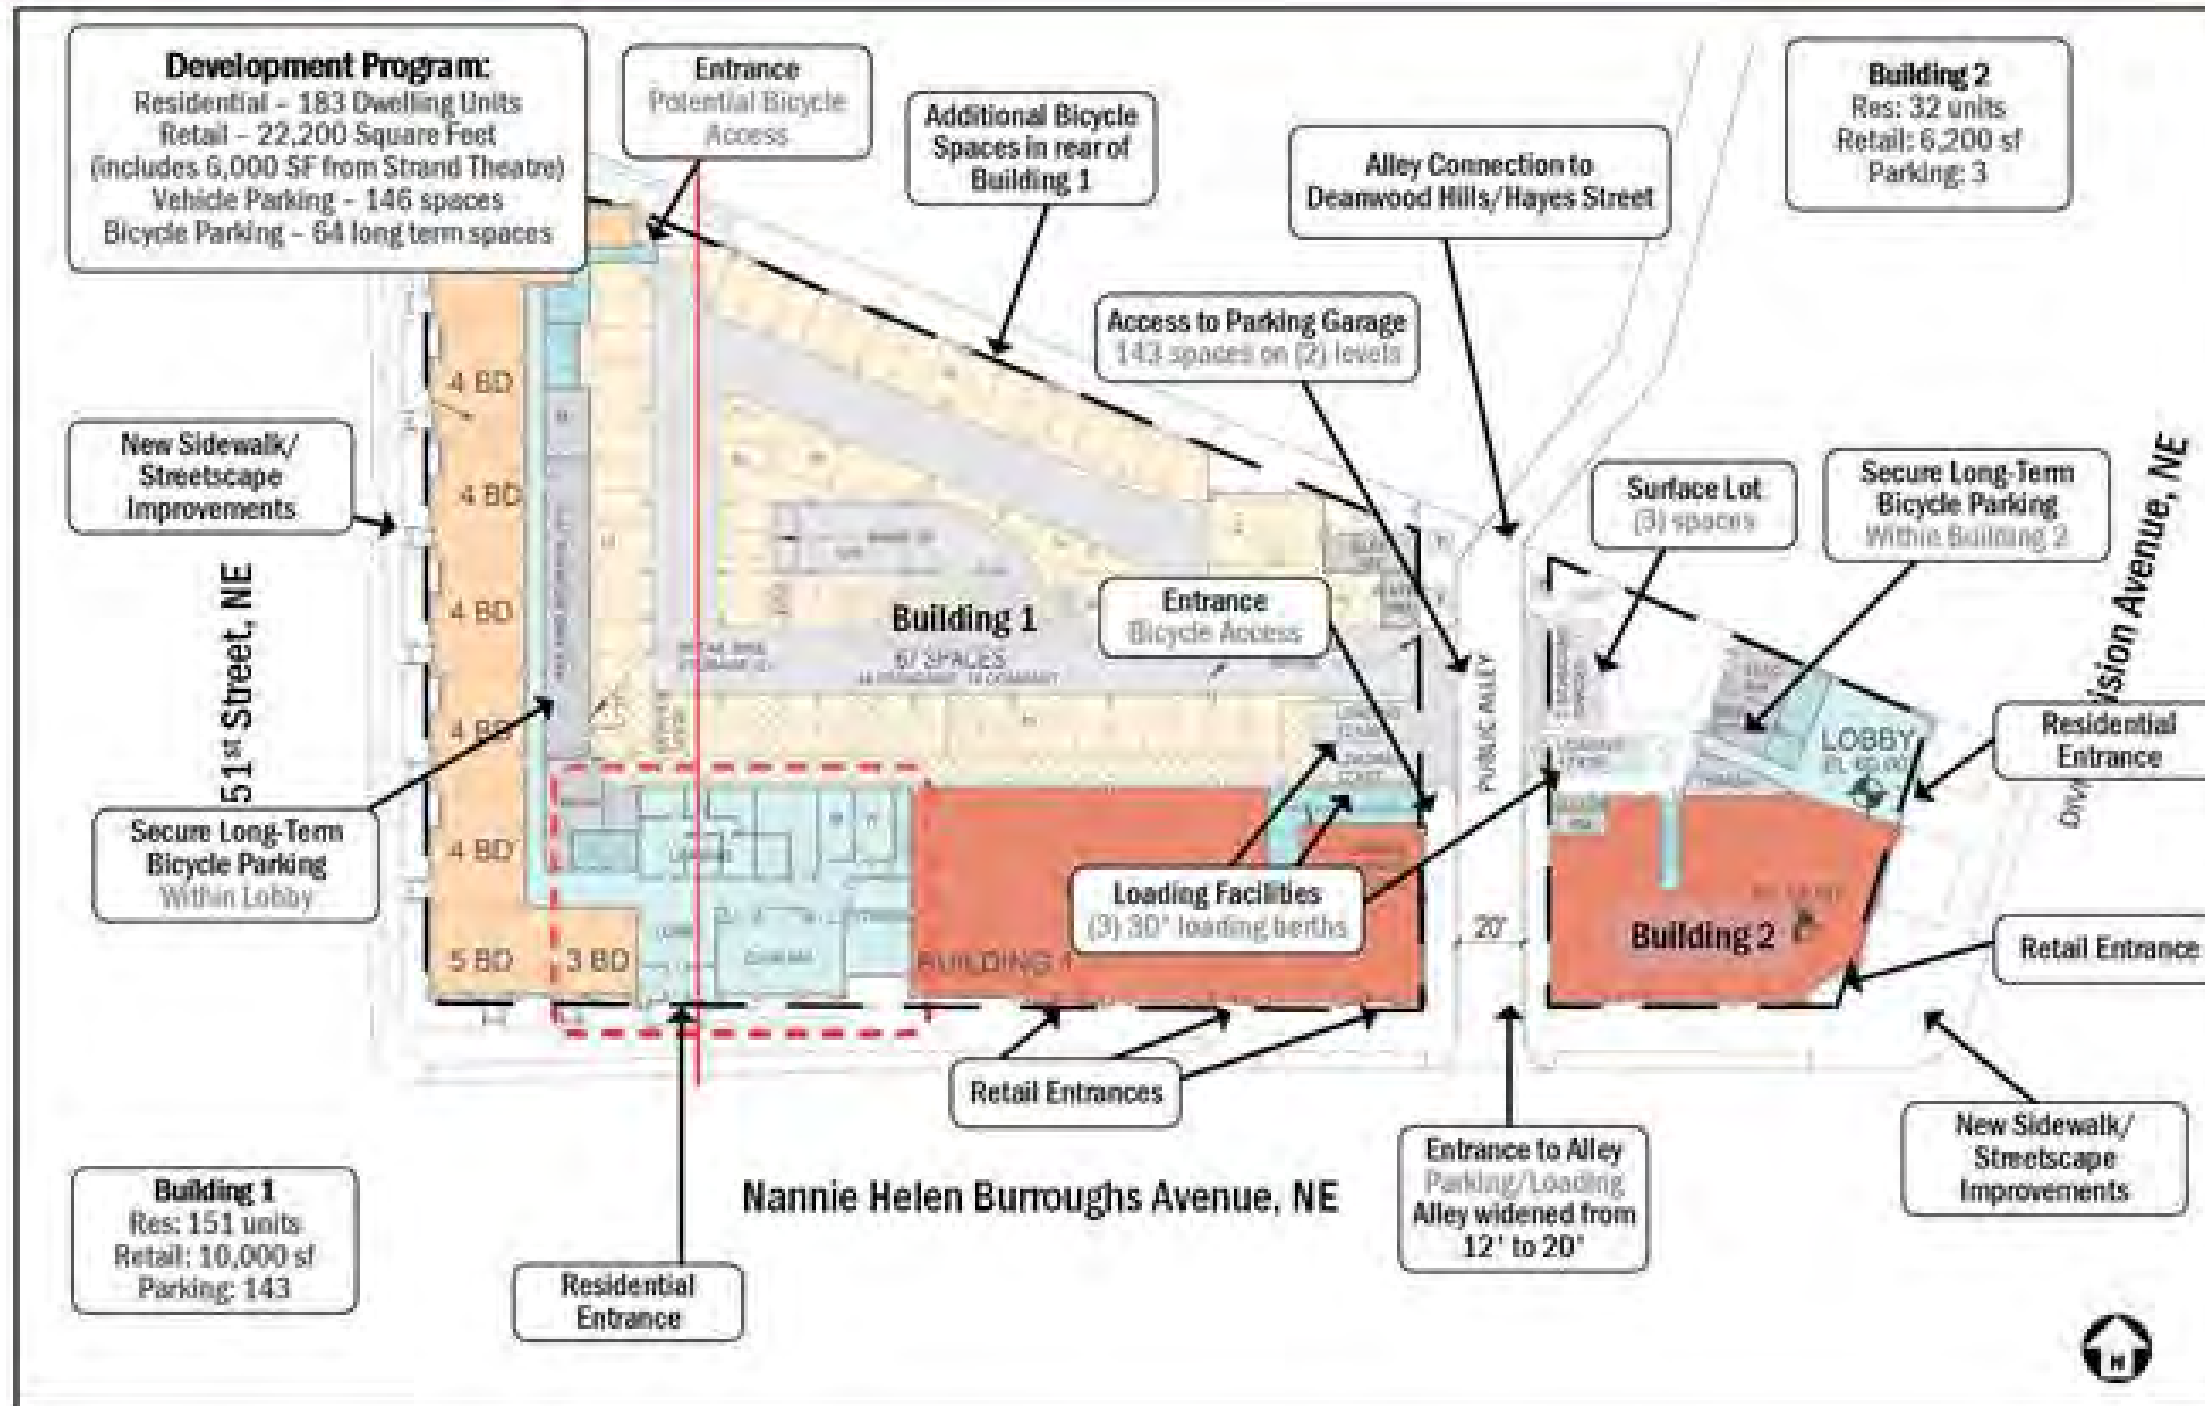 Development Program:
Residential – 183 Dwelling Units
Retail – 22,200 Square Feet
(includes 6,000 SF from Strand Theatre)
Vehicle Parking – 146 spaces
Bicycle Parking – 64 long term spaces
Entrance
Potential Bicycle
Access
Additional Bicycle
Spaces in rear of
Building 1
Alley Connection to
Deanwood Hills/Hayes Street
Building 2
Res: 32 units
Retail: 6,200 sf
Parking: 3
Access to Parking Garage
143 spaces on (2) levels
New Sidewalk/
Streetscape
Improvements
Surface Lot
(3) spaces
Secure Long-Term
Bicycle Parking
Within Building 2
51st Street, NE
Division Avenue, NE
4 BD
4 BD
4 BD
4 BD
4 BD
5 BD
3 BD
Building 1
67 SPACES
Entrance
Bicycle Access
PUBLIC ALLEY
LOBBY
Residential
Entrance
Secure Long-Term
Bicycle Parking
Within Lobby
Loading Facilities
(3) 30' loading berths
20'
BUILDING 1
Building 2
Retail Entrance
Retail Entrances
Entrance to Alley
Parking/Loading
Alley widened from
12' to 20'
New Sidewalk/
Streetscape
Improvements
Nannie Helen Burroughs Avenue, NE
Building 1
Res: 151 units
Retail: 10,000 sf
Parking: 143
Residential
Entrance
N